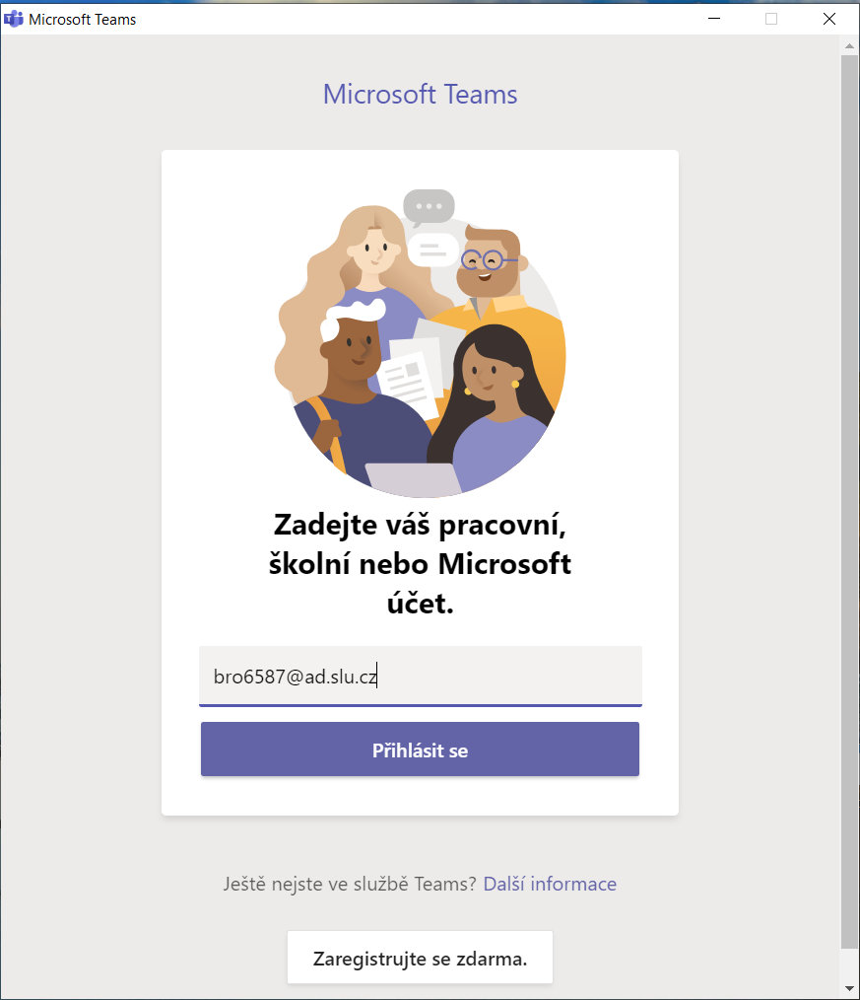 Microsoft Teams
Microsoft Teams
Zadejte váš pracovní,
školní nebo Microsoft
účet.
bro6587@ad.slu.cz
Přihlásit se
Ještě nejste ve službě Teams? Další informace
Zaregistrujte se zdarma.